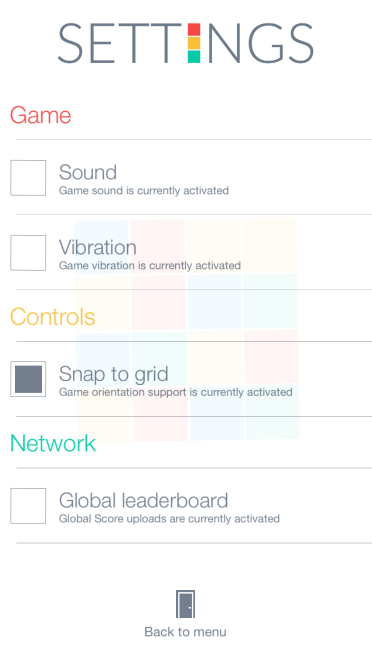 SETTINGS
Game
Sound
Game sound is currently activated
Vibration
Game vibration is currently activated
Controls
Snap to grid
Game orientation support is currently activated
Network
Global leaderboard
Global Score uploads are currently activated
Back to menu